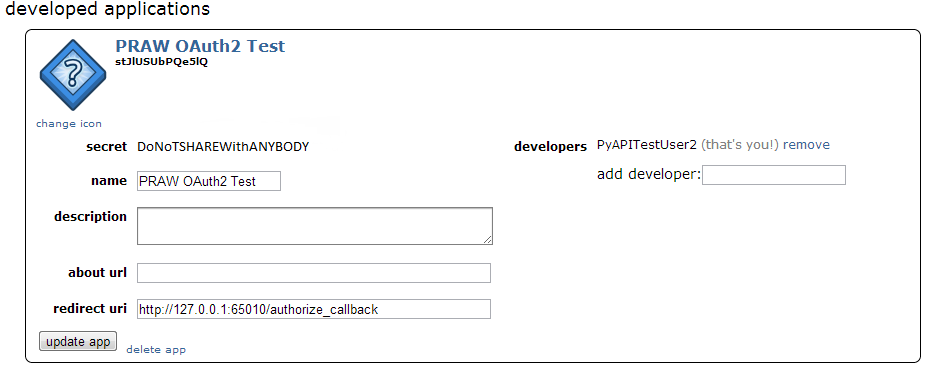 developed applications
PRAW OAuth2 Test
stJlUSUbPQe5lQ
change icon
secret DoNoTSHAREWithANYBODY
developers PyAPITestUser2 (that's you!) remove
name PRAW OAuth2 Test
add developer:
description
about url
redirect uri http://127.0.0.1:65010/authorize_callback
update app delete app